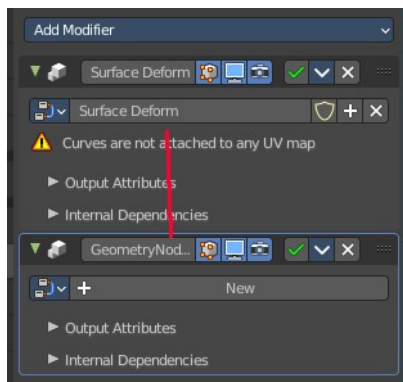 Add Modifier
Surface Deform
Surface Deform
Curves are not attached to any UV map
Output Attributes
Internal Dependencies
GeometryNod...
New
Output Attributes
Internal Dependencies